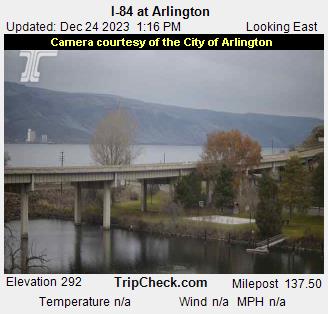 I-84 at Arlington
Updated: Dec 24 2023 1:16 PM Looking East
Camera courtesy of the City of Arlington
Elevation 292 TripCheck.com Milepost 137.50
Temperature n/a Wind n/a MPH n/a